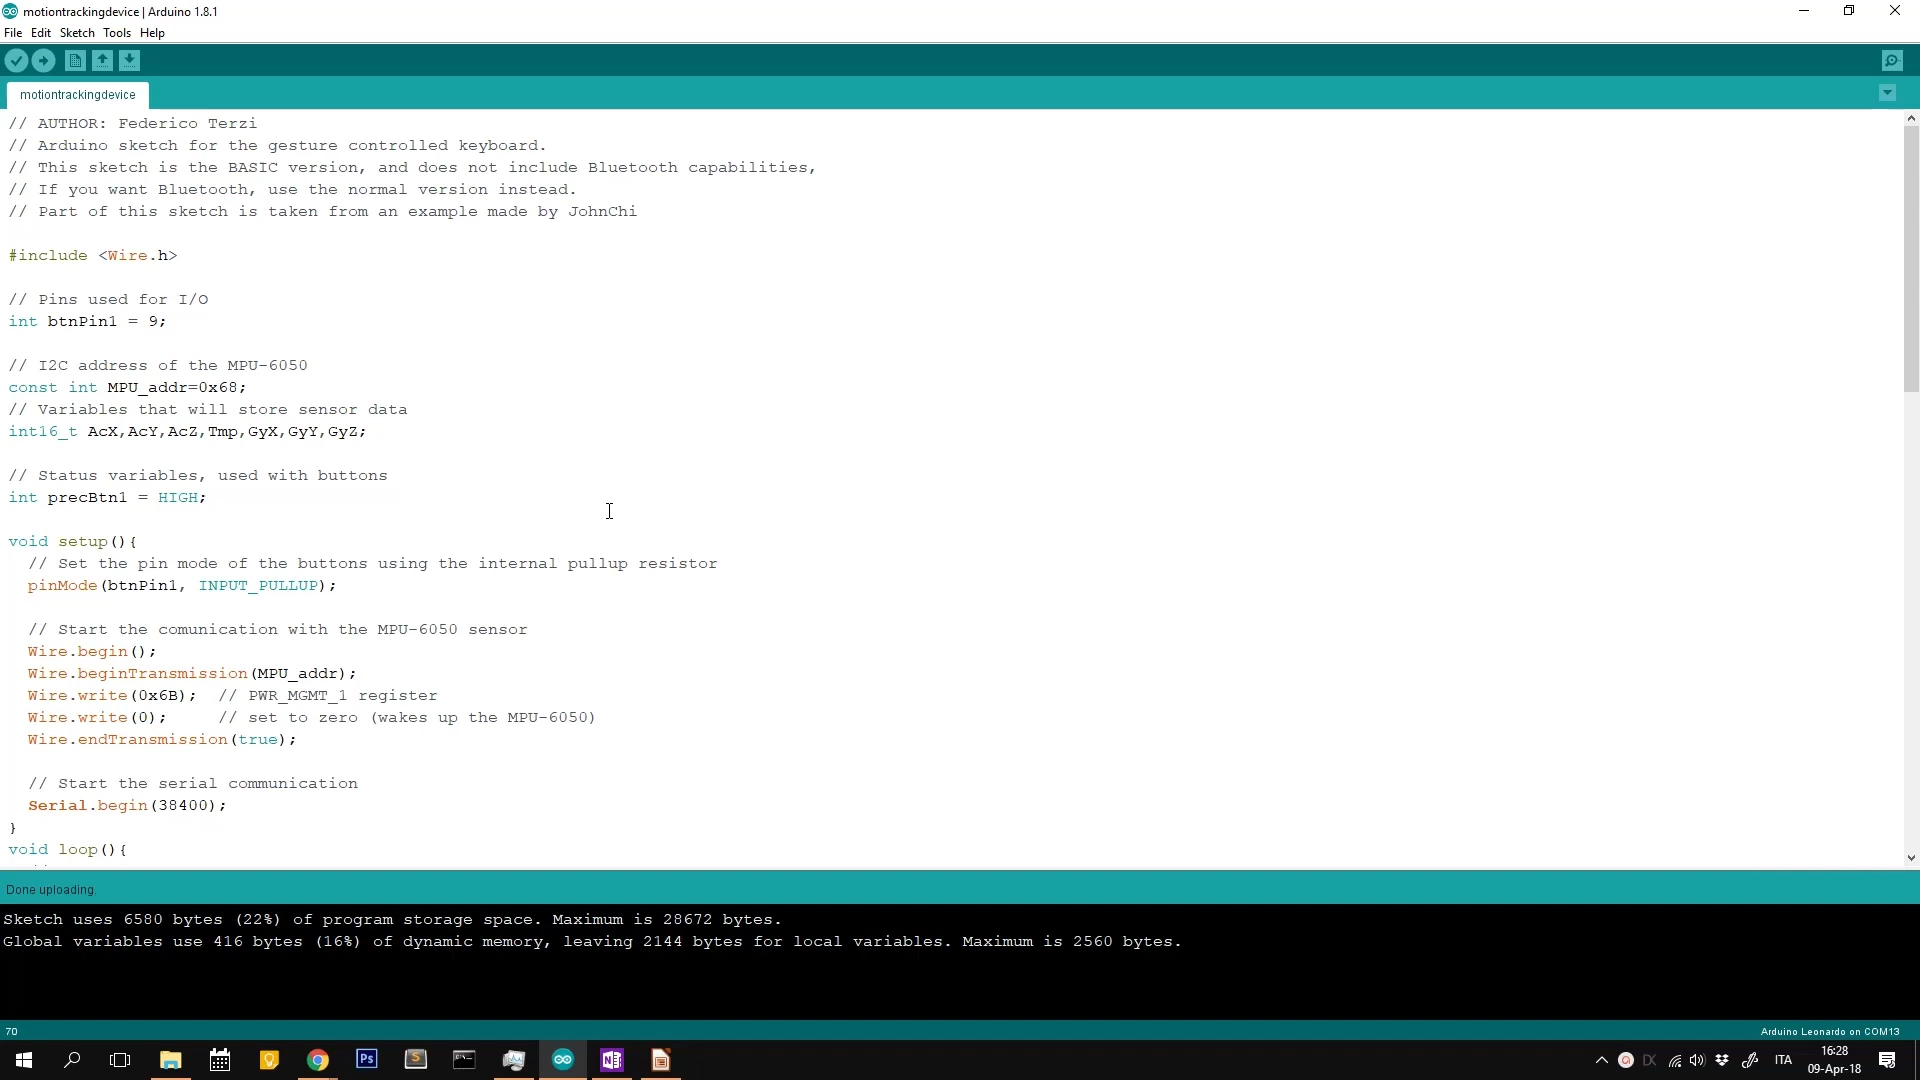 motiontrackingdevice | Arduino 1.8.1
File Edit Sketch Tools Help
motiontrackingdevice
// AUTHOR: Federico Terzi
// Arduino sketch for the gesture controlled keyboard.
// This sketch is the BASIC version, and does not include Bluetooth capabilities,
// If you want Bluetooth, use the normal version instead.
// Part of this sketch is taken from an example made by JohnChi
#include <Wire.h>
// Pins used for I/O
int btnPin1 = 9;
// I2C address of the MPU-6050
const int MPU_addr=0x68;
// Variables that will store sensor data
int16_t AcX,AcY,AcZ,Tmp,GyX,GyY,GyZ;
// Status variables, used with buttons
int precBtn1 = HIGH;
void setup(){
// Set the pin mode of the buttons using the internal pullup resistor
pinMode(btnPin1, INPUT_PULLUP);
// Start the comunication with the MPU-6050 sensor
Wire.begin();
Wire.beginTransmission(MPU_addr);
Wire.write(0x6B);  // PWR_MGMT_1 register
Wire.write(0);     // set to zero (wakes up the MPU-6050)
Wire.endTransmission(true);
// Start the serial communication
Serial.begin(38400);
}
void loop(){
Done uploading.
Sketch uses 6580 bytes (22%) of program storage space. Maximum is 28672 bytes.
Global variables use 416 bytes (16%) of dynamic memory, leaving 2144 bytes for local variables. Maximum is 2560 bytes.
70
Arduino Leonardo on COM13
Ps
S
N
ITA
16:28
09-Apr-18